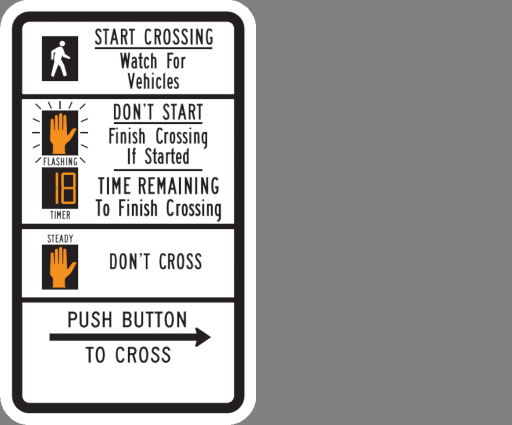 START CROSSING
Watch For
Vehicles
DON'T START
Finish Crossing
If Started
FLASHING
18
TIME REMAINING
To Finish Crossing
TIMER
STEADY
DON'T CROSS
PUSH BUTTON
TO CROSS